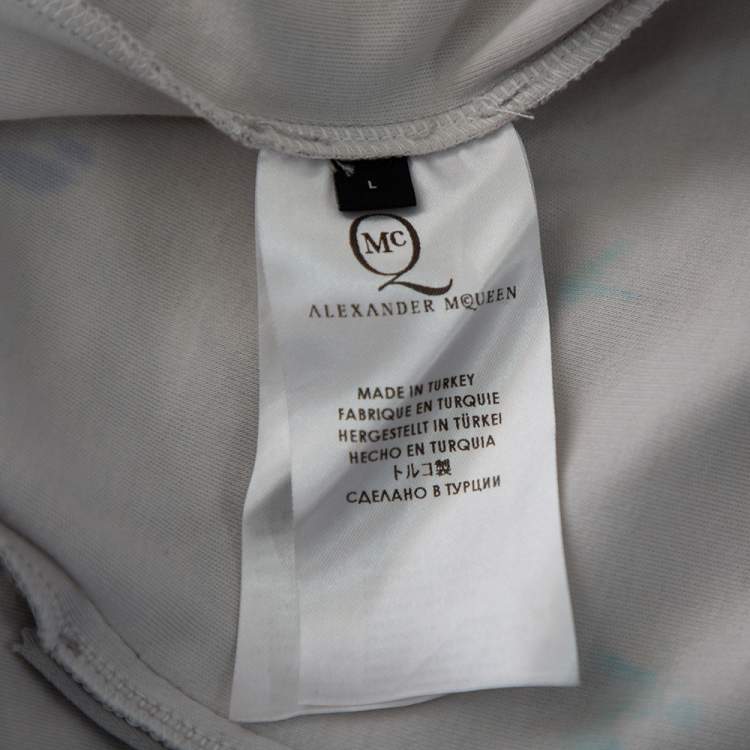 L
McQ
ALEXANDER MCQUEEN
MADE IN TURKEY
FABRIQUE EN TURQUIE
HERGESTELLT IN TÜRKEI
HECHO EN TURQUIA
トルコ製
СДЕЛАНО В ТУРЦИИ